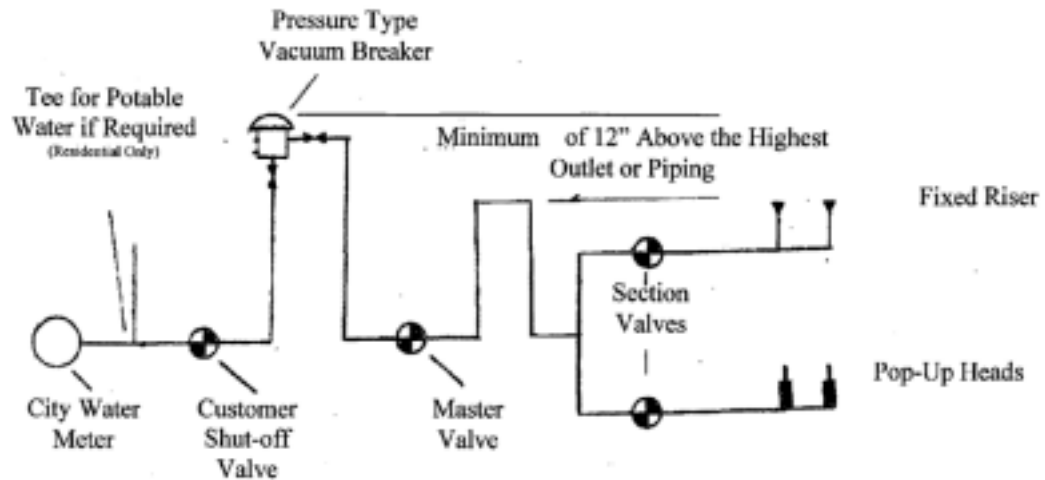 Pressure Type
Vacuum Breaker
Tee for Potable
Water if Required
(Residential Only)
Minimum of 12" Above the Highest
Outlet or Piping
Fixed Riser
Section
Valves
Pop-Up Heads
City Water
Meter
Customer
Shut-off
Valve
Master
Valve